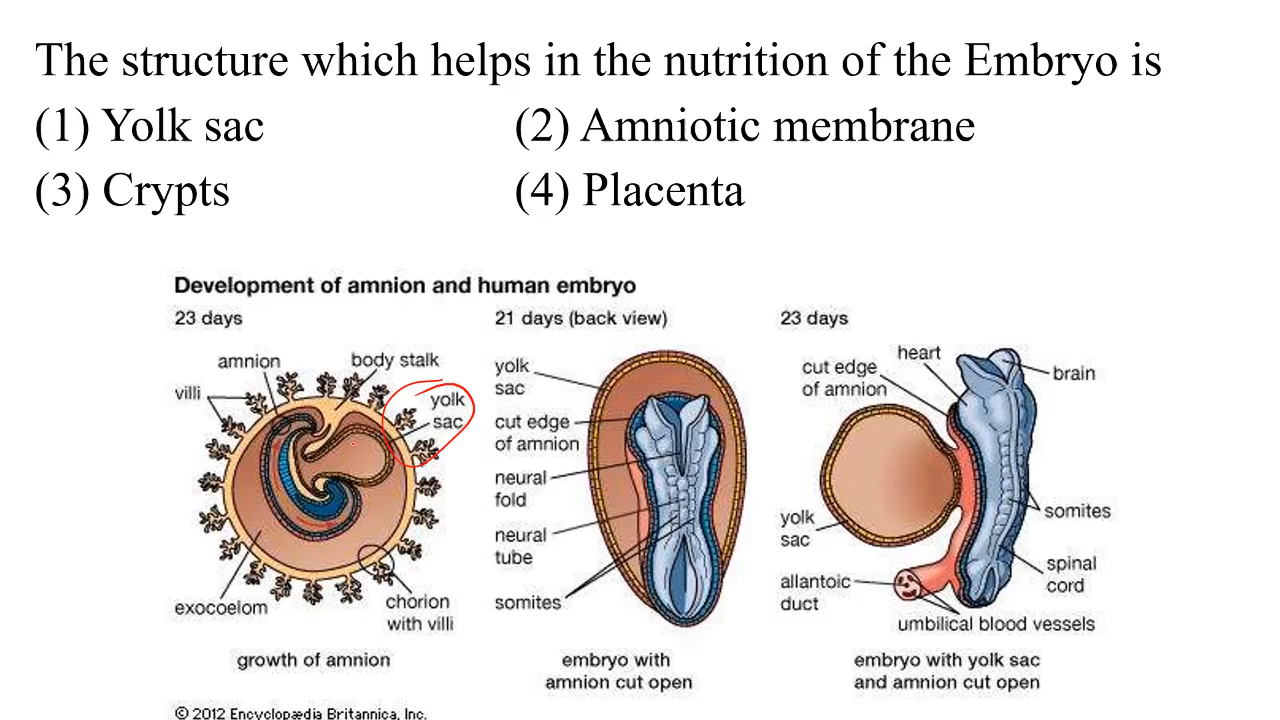 The structure which helps in the nutrition of the Embryo is
(1) Yolk sac (2) Amniotic membrane
(3) Crypts (4) Placenta
Development of amnion and human embryo
23 days
amnion
body stalk
villi
yolk
sac
exocoelom
chorion
with villi
growth of amnion
21 days (back view)
yolk
sac
cut edge
of amnion
neural
fold
neural
tube
somites
embryo with
amnion cut open
23 days
heart
cut edge
of amnion
brain
yolk
sac
somites
allantoic
duct
spinal
cord
umbilical blood vessels
embryo with yolk sac
and amnion cut open
© 2012 Encyclopædia Britannica, Inc.